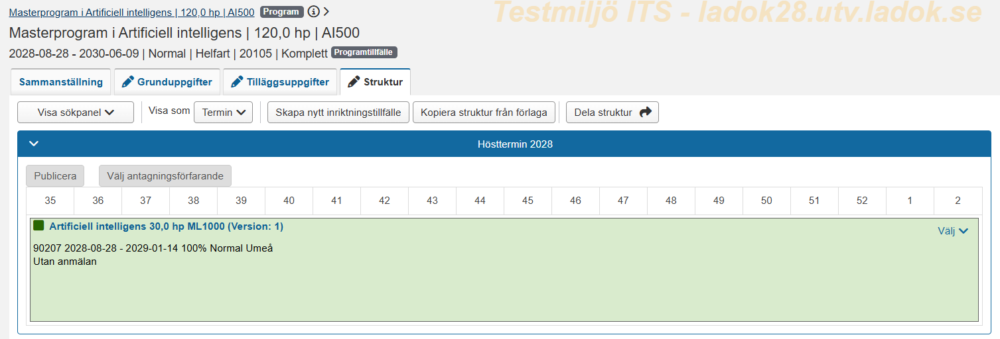 Testmiljö ITS - ladok28.utv.ladok.se
Masterprogram i Artificiell intelligens | 120,0 hp | AI500 Program
Masterprogram i Artificiell intelligens | 120,0 hp | AI500
2028-08-28 - 2030-06-09 | Normal | Helfart | 20105 | Komplett Programtillfälle
Sammanställning Grunduppgifter Tilläggsuppgifter Struktur
Visa sökpanel Visa som Termin Skapa nytt inriktningstillfälle Kopiera struktur från förlaga Dela struktur
Hösttermin 2028
Publicera Välj antagningsförfarande
35 36 37 38 39 40 41 42 43 44 45 46 47 48 49 50 51 52 1 2
Artificiell intelligens 30,0 hp ML1000 (Version: 1)
Välj
90207 2028-08-28 - 2029-01-14 100% Normal Umeå
Utan anmälan